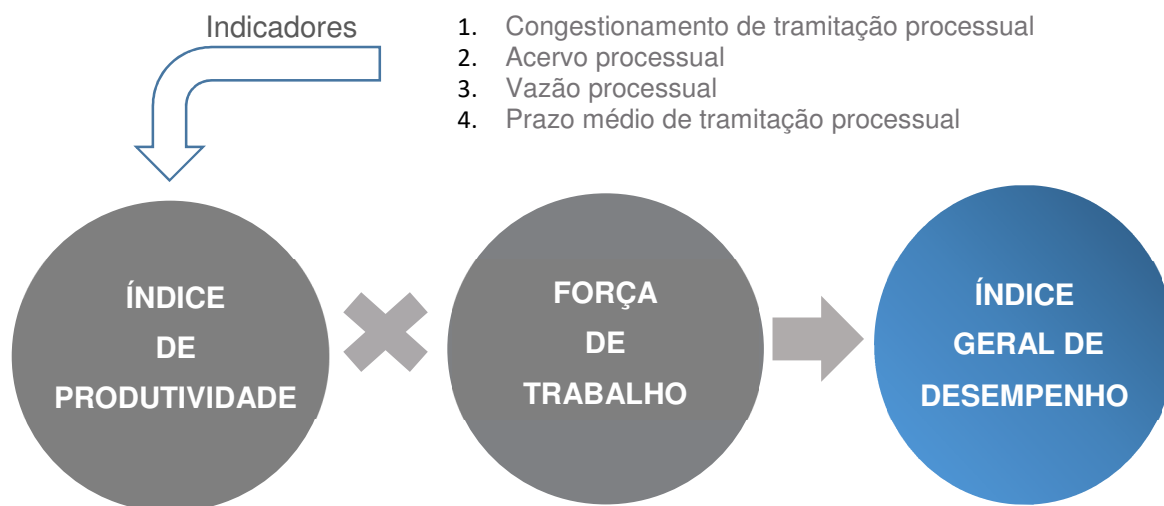 Indicadores
1. Congestionamento de tramitação processual
2. Acervo processual
3. Vazão processual
4. Prazo médio de tramitação processual
ÍNDICE
DE
PRODUTIVIDADE
FORÇA
DE
TRABALHO
ÍNDICE
GERAL DE
DESEMPENHO